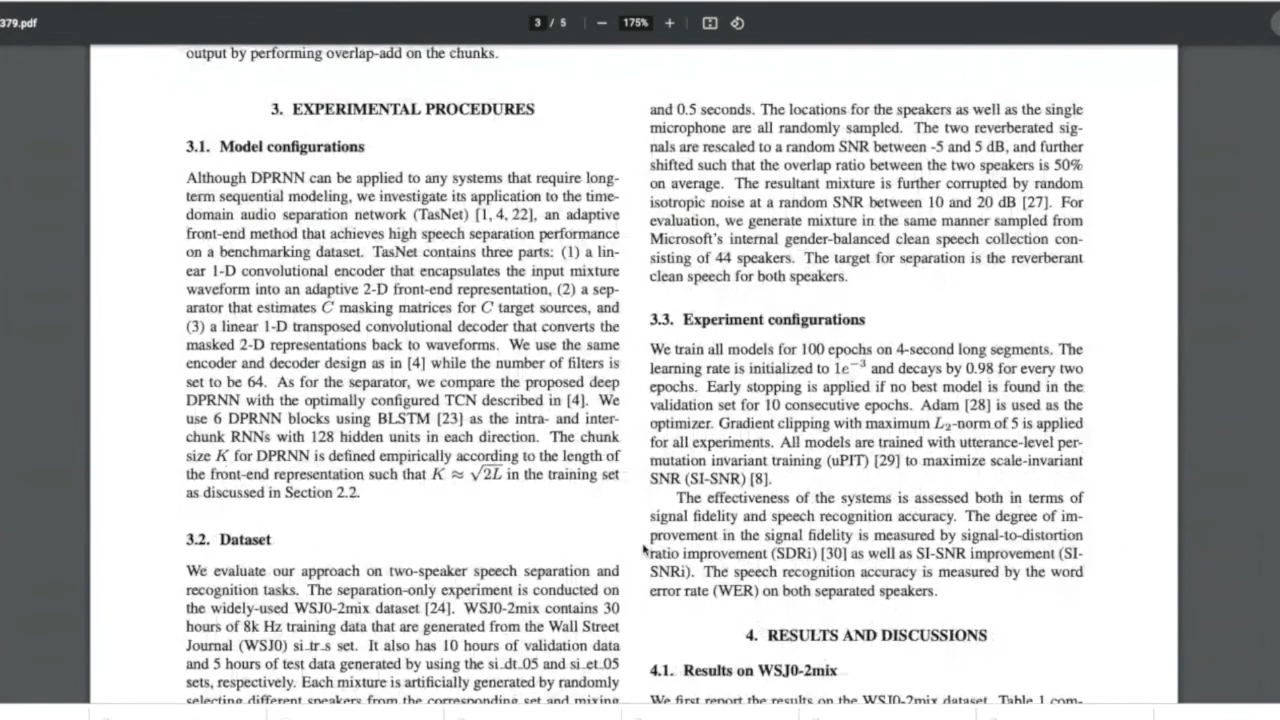 379.pdf
3 / 5
175%
output by performing overlap-add on the chunks.
3. EXPERIMENTAL PROCEDURES
3.1. Model configurations
Although DPRNN can be applied to any systems that require long-
term sequential modeling, we investigate its application to the time-
domain audio separation network (TasNet) [1, 4, 22], an adaptive
front-end method that achieves high speech separation performance
on a benchmarking dataset. TasNet contains three parts: (1) a lin-
ear 1-D convolutional encoder that encapsulates the input mixture
waveform into an adaptive 2-D front-end representation, (2) a sep-
arator that estimates C masking matrices for C target sources, and
(3) a linear 1-D transposed convolutional decoder that converts the
masked 2-D representations back to waveforms. We use the same
encoder and decoder design as in [4] while the number of filters is
set to be 64. As for the separator, we compare the proposed deep
DPRNN with the optimally configured TCN described in [4]. We
use 6 DPRNN blocks using BLSTM [23] as the intra- and inter-
chunk RNNs with 128 hidden units in each direction. The chunk
size K for DPRNN is defined empirically according to the length of
the front-end representation such that K ≈ √2L in the training set
as discussed in Section 2.2.
3.2. Dataset
We evaluate our approach on two-speaker speech separation and
recognition tasks. The separation-only experiment is conducted on
the widely-used WSJ0-2mix dataset [24]. WSJ0-2mix contains 30
hours of 8k Hz training data that are generated from the Wall Street
Journal (WSJ0) si_tr_s set. It also has 10 hours of validation data
and 5 hours of test data generated by using the si_dt_05 and si_et_05
sets, respectively. Each mixture is artificially generated by randomly
selecting different speakers from the corresponding set and mixing
and 0.5 seconds. The locations for the speakers as well as the single
microphone are all randomly sampled. The two reverberated sig-
nals are rescaled to a random SNR between -5 and 5 dB, and further
shifted such that the overlap ratio between the two speakers is 50%
on average. The resultant mixture is further corrupted by random
isotropic noise at a random SNR between 10 and 20 dB [27]. For
evaluation, we generate mixture in the same manner sampled from
Microsoft's internal gender-balanced clean speech collection con-
sisting of 44 speakers. The target for separation is the reverberant
clean speech for both speakers.
3.3. Experiment configurations
We train all models for 100 epochs on 4-second long segments. The
learning rate is initialized to 1e⁻³ and decays by 0.98 for every two
epochs. Early stopping is applied if no best model is found in the
validation set for 10 consecutive epochs. Adam [28] is used as the
optimizer. Gradient clipping with maximum L₂-norm of 5 is applied
for all experiments. All models are trained with utterance-level per-
mutation invariant training (uPIT) [29] to maximize scale-invariant
SNR (SI-SNR) [8].
The effectiveness of the systems is assessed both in terms of
signal fidelity and speech recognition accuracy. The degree of im-
provement in the signal fidelity is measured by signal-to-distortion
ratio improvement (SDRi) [30] as well as SI-SNR improvement (SI-
SNRi). The speech recognition accuracy is measured by the word
error rate (WER) on both separated speakers.
4. RESULTS AND DISCUSSIONS
4.1. Results on WSJ0-2mix
We first report the results on the WSJ0-2mix dataset. Table 1 com-